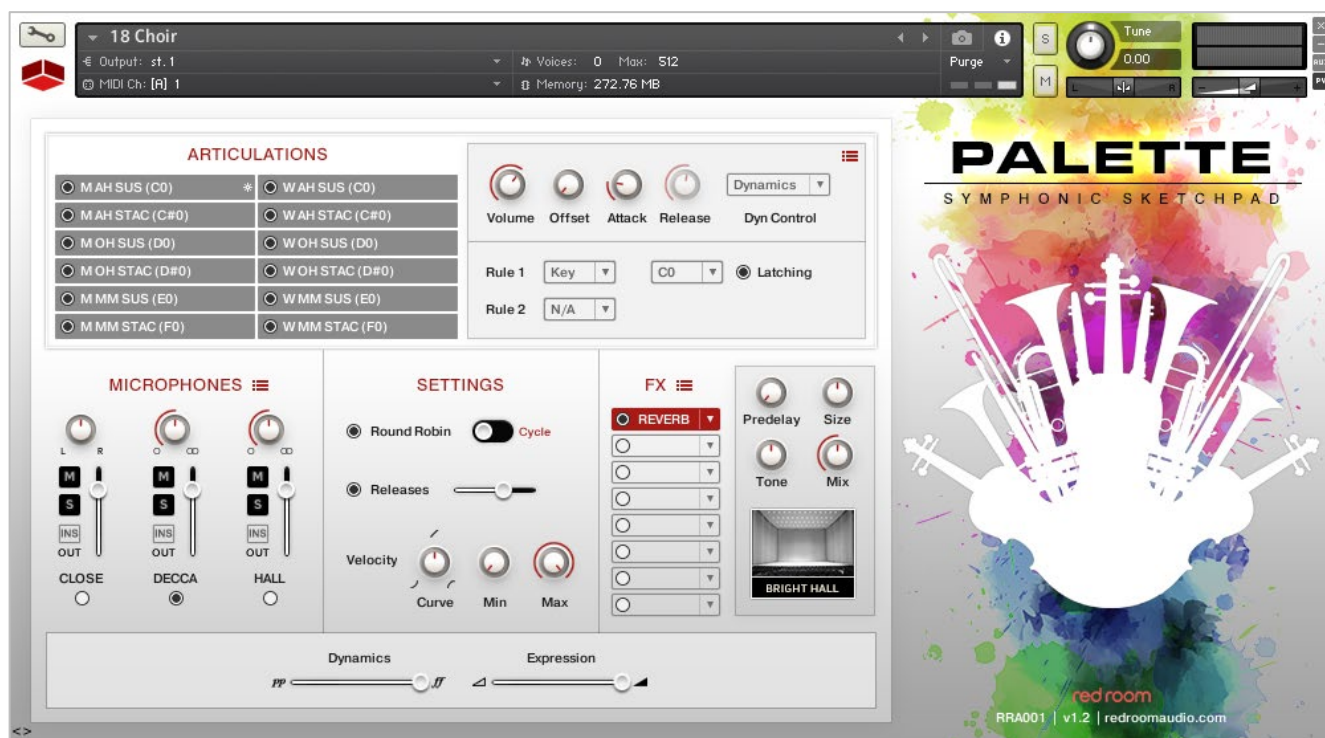 18 Choir
Output: st.1
Voices: 0 Max: 512
Purge
MIDI Ch: [A] 1
Memory: 272.76 MB
S
M
Tune
0.00
L R
- +
×
-
AUX
PV
ARTICULATIONS
M AH SUS (C0) * W AH SUS (C0)
M AH STAC (C#0) W AH STAC (C#0)
M OH SUS (D0) W OH SUS (D0)
M OH STAC (D#0) W OH STAC (D#0)
M MM SUS (E0) W MM SUS (E0)
M MM STAC (F0) W MM STAC (F0)
Dynamics
Volume Offset Attack Release Dyn Control
Rule 1 Key C0 Latching
Rule 2 N/A
MICROPHONES
L R
M M M
S S S
INS INS INS
OUT OUT OUT
CLOSE DECCA HALL
SETTINGS
Round Robin Cycle
Releases
Velocity
Curve Min Max
FX
REVERB
Predelay Size
Tone Mix
BRIGHT HALL
Dynamics Expression
pp ff
PALETTE
SYMPHONIC SKETCHPAD
red room
RRA001 | v1.2 | redroomaudio.com
<>